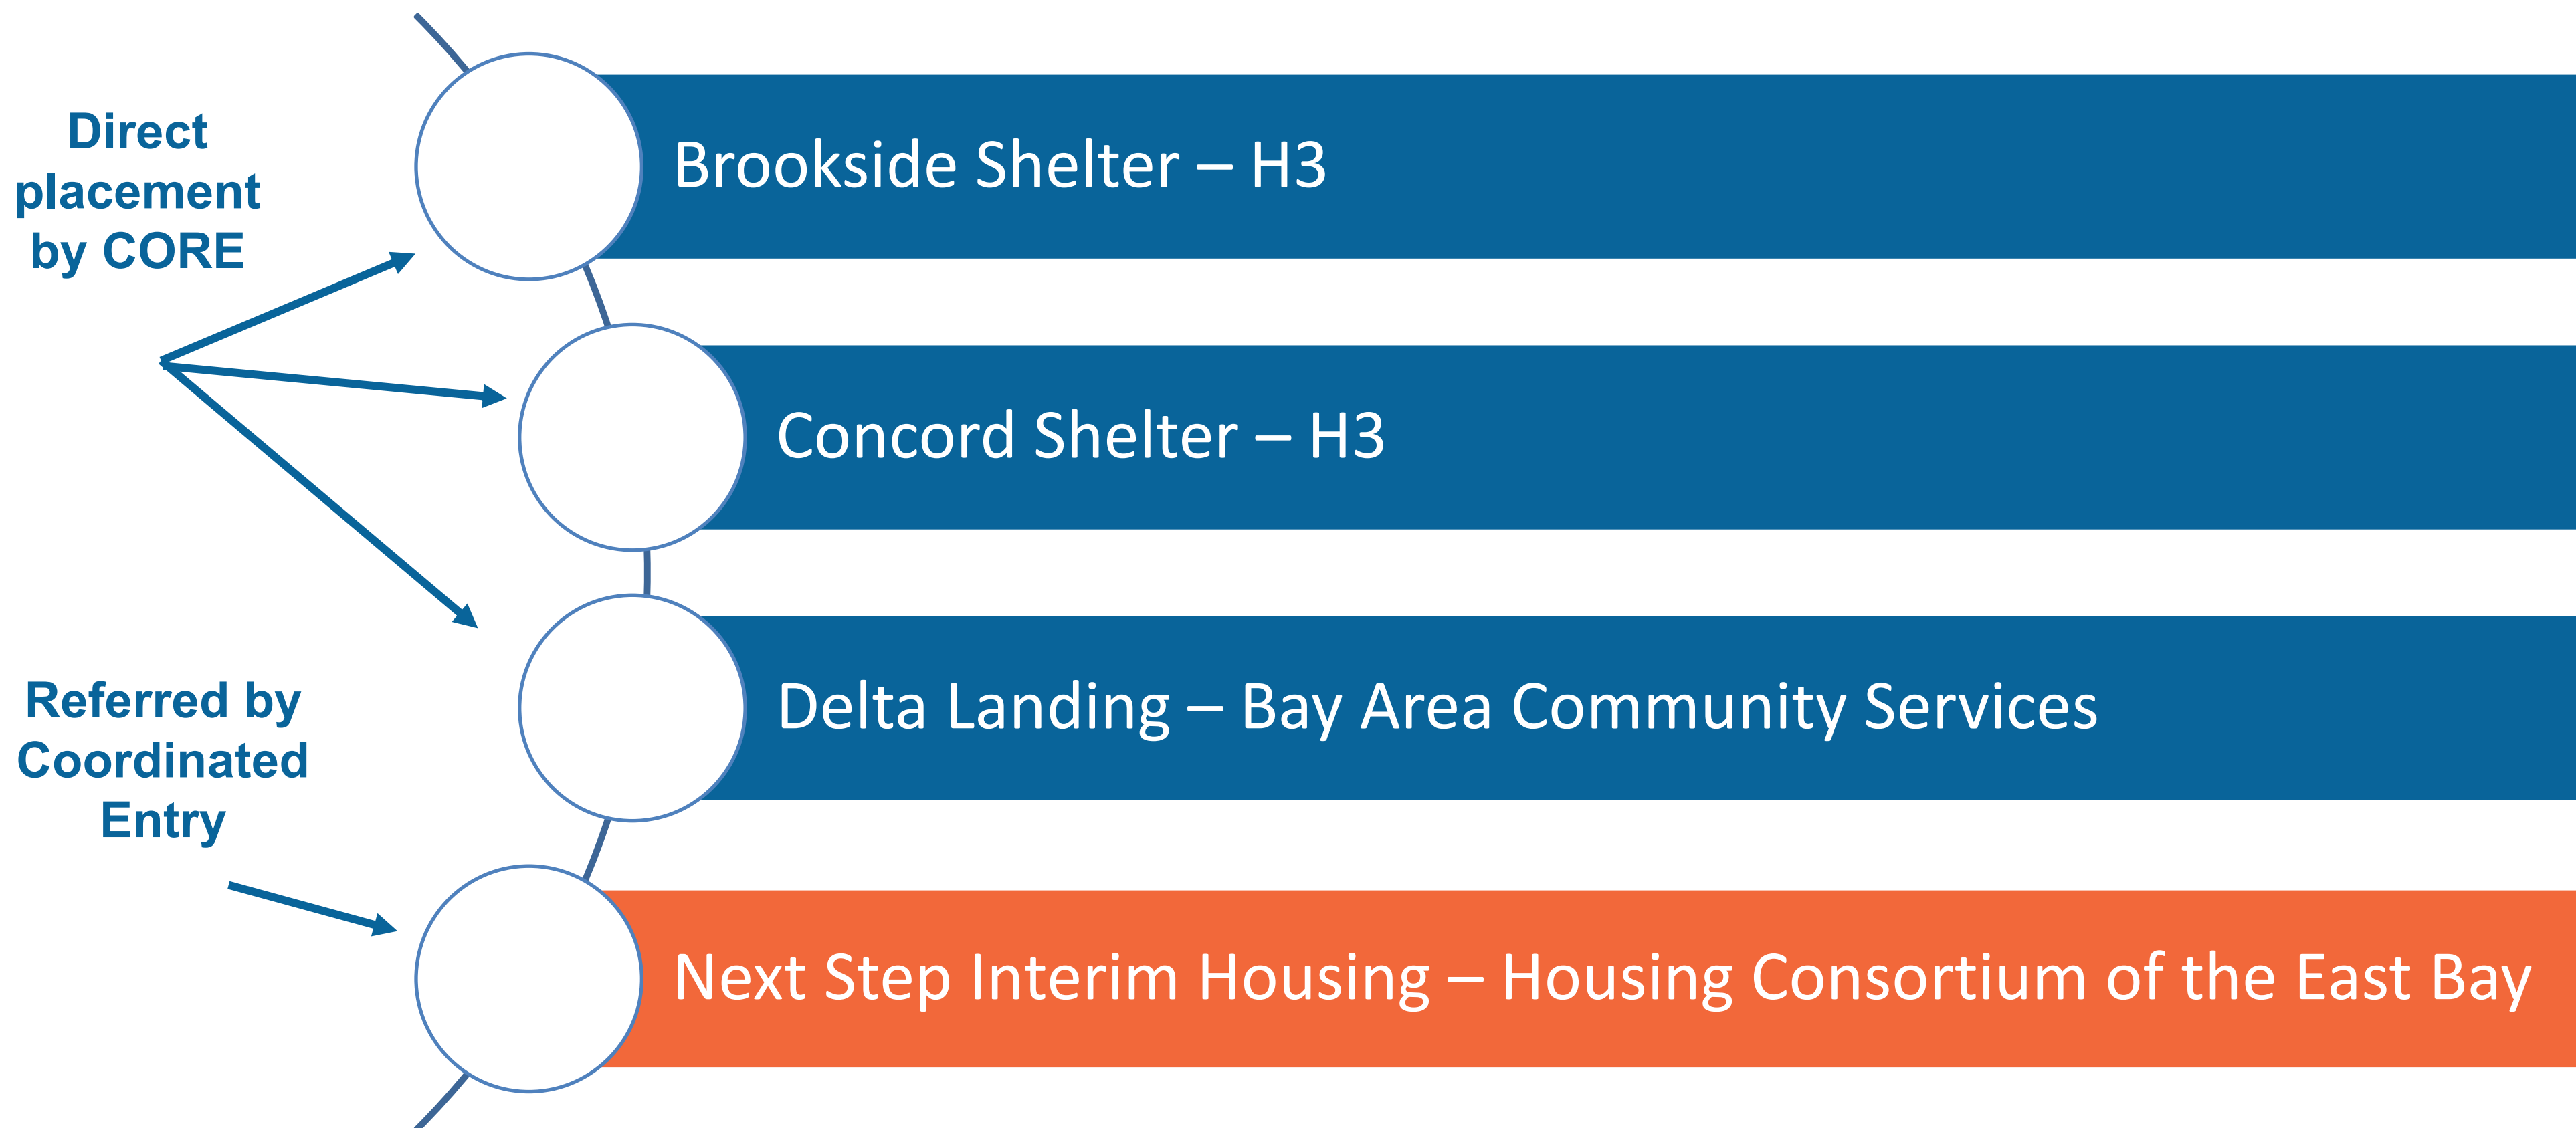 Direct
placement
by CORE
Brookside Shelter – H3
Concord Shelter – H3
Delta Landing – Bay Area Community Services
Referred by
Coordinated
Entry
Next Step Interim Housing – Housing Consortium of the East Bay